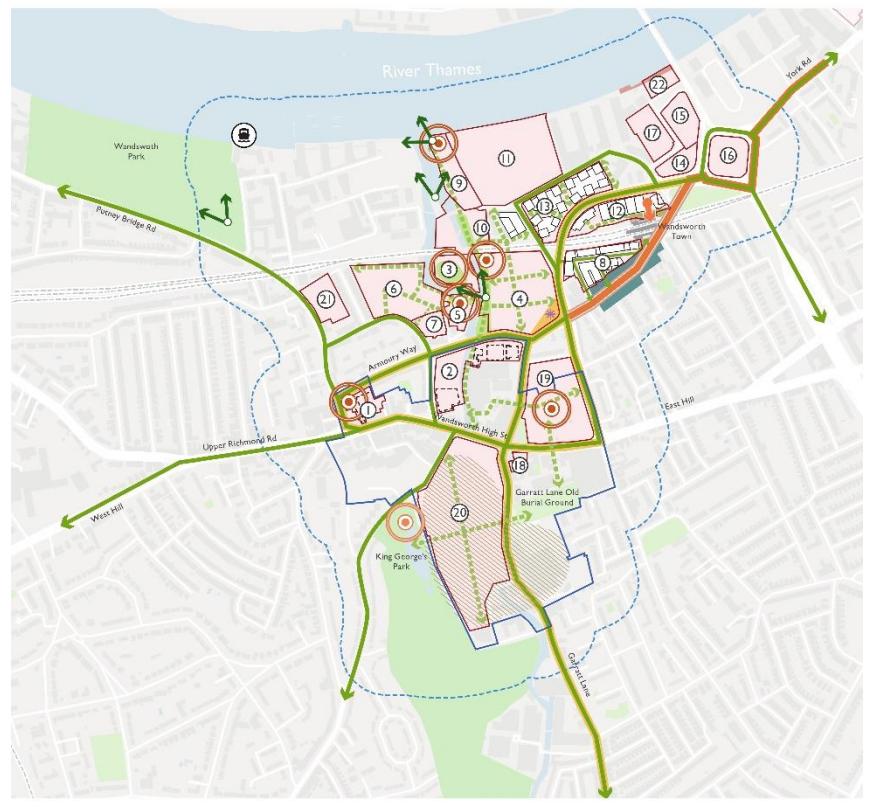 River Thames
York Rd
22
15
Wandsworth
Park
17
11
16
14
9
13
12
Putney Bridge Rd
10
Wandsworth
Town
3
8
6
4
21
5
7
Armoury Way
2
19
1
East Hill
Wandsworth High St
Upper Richmond Rd
18
West Hill
Garratt Lane Old
Burial Ground
20
King George's
Park
Garratt Lane